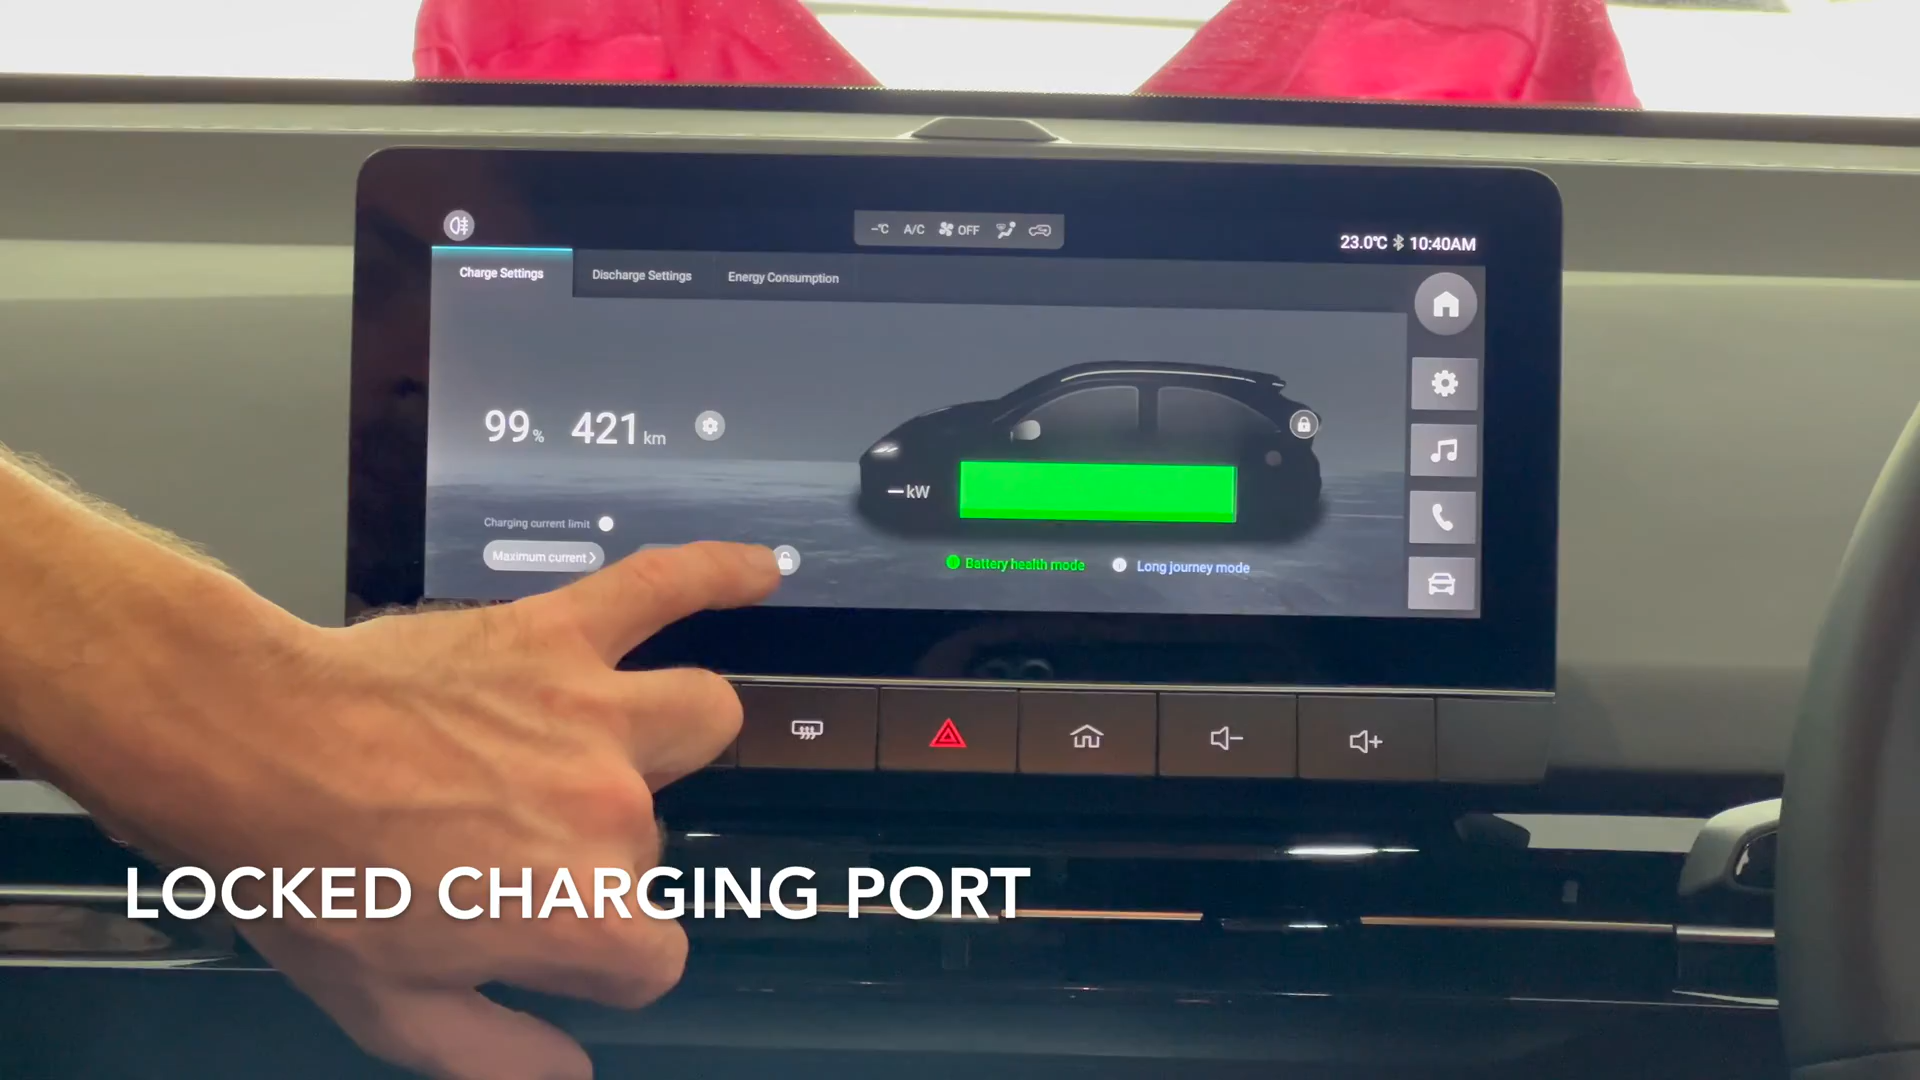 --°C A/C OFF
23.0°C 10:40AM
Charge Settings
Discharge Settings
Energy Consumption
99% 421 km
—kW
Charging current limit
Maximum current >
Battery health mode
Long journey mode
LOCKED CHARGING PORT